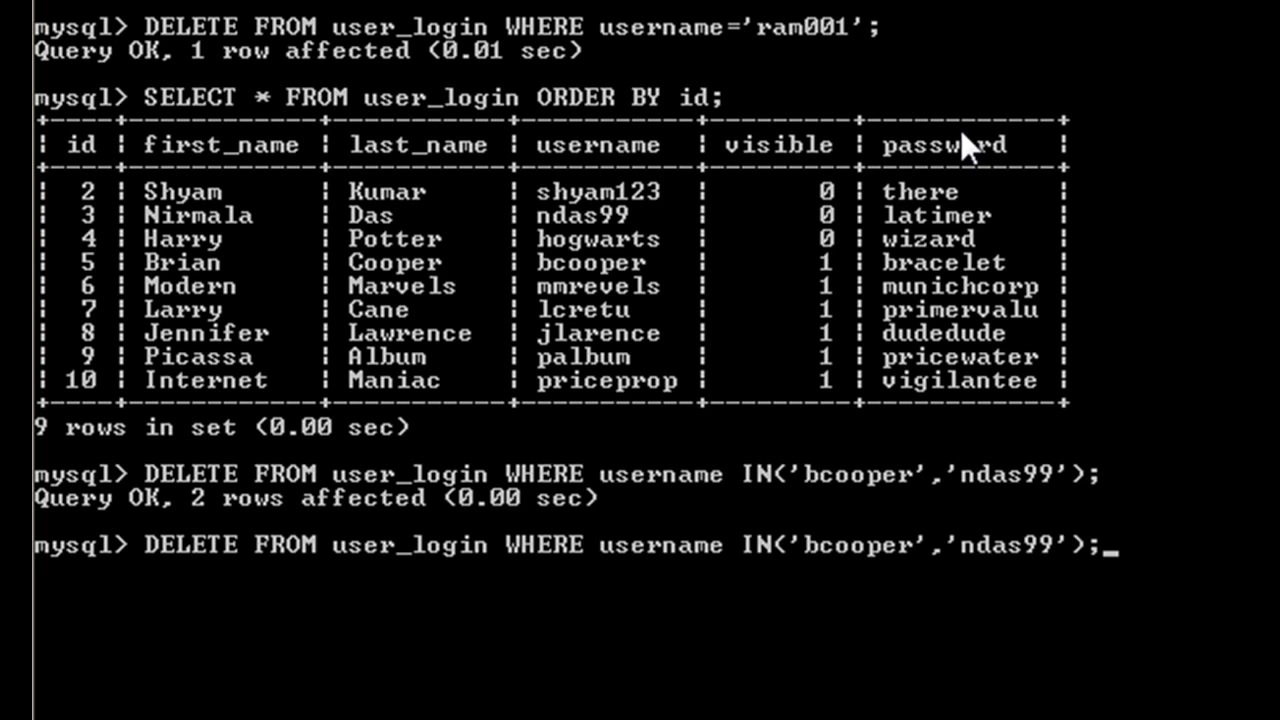 mysql> DELETE FROM user_login WHERE username='ram001';
Query OK, 1 row affected (0.01 sec)
mysql> SELECT * FROM user_login ORDER BY id;
+----+------------+-----------+-----------+---------+------------+
| id | first_name | last_name | username | visible | password |
+----+------------+-----------+-----------+---------+------------+
| 2 | Shyam | Kumar | shyam123 | 0 | there |
| 3 | Nirmala | Das | ndas99 | 0 | latimer |
| 4 | Harry | Potter | hogwarts | 0 | wizard |
| 5 | Brian | Cooper | bcooper | 1 | bracelet |
| 6 | Modern | Marvels | mmrevels | 1 | munichcorp |
| 7 | Larry | Cane | lcretu | 1 | primervalu |
| 8 | Jennifer | Lawrence | jlarence | 1 | dudedude |
| 9 | Picassa | Album | palbum | 1 | pricewater |
| 10 | Internet | Maniac | priceprop | 1 | vigilantee |
+----+------------+-----------+-----------+---------+------------+
9 rows in set (0.00 sec)
mysql> DELETE FROM user_login WHERE username IN('bcooper','ndas99');
Query OK, 2 rows affected (0.00 sec)
mysql> DELETE FROM user_login WHERE username IN('bcooper','ndas99');_